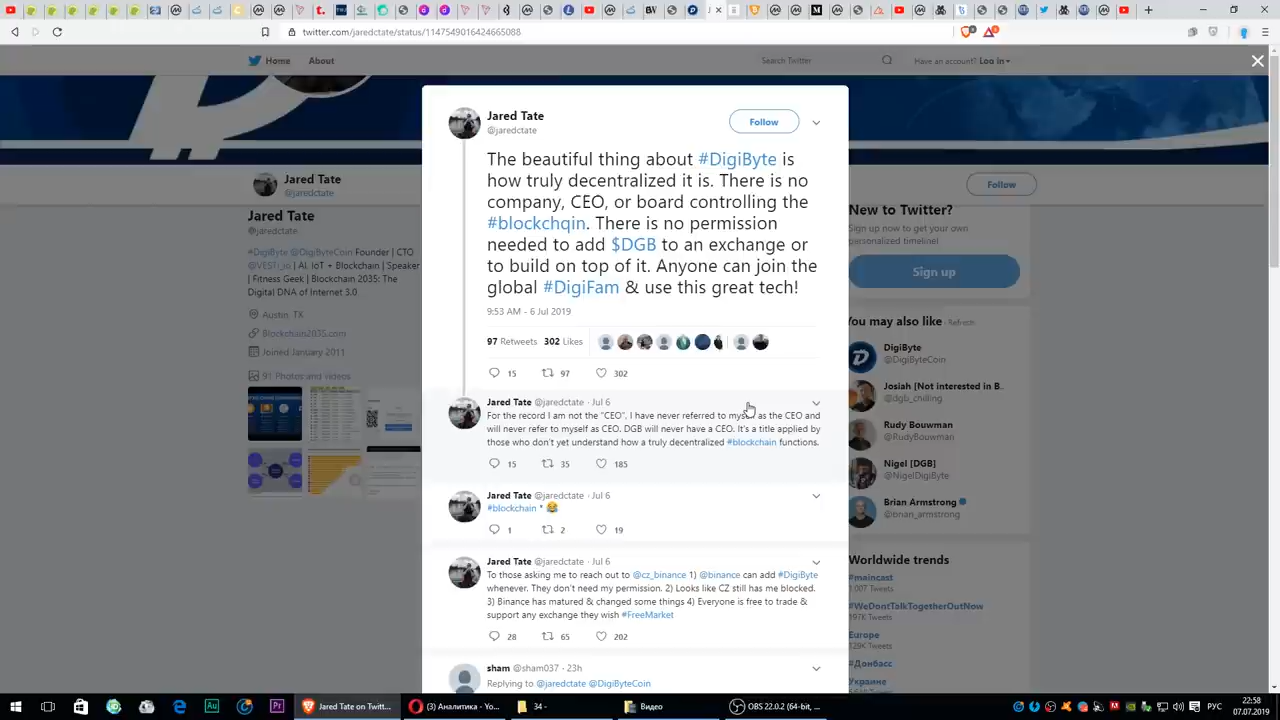 twitter.com/jaredctate/status/1147549016424665088
Home
About
Search Twitter
Have an account? Log in
Jared Tate
@jaredctate
Jared Tate
@jaredctate
#DigiByte @DigiByteCoin Founder | CTO
@VESTi_in | AI. IoT + Blockchain | Speaker
| Fitness Geek | Blockchain 2035: The
Digital DNA of Internet 3.0
Austin, TX
Blockchain2035.com
Joined January 2011
91 Photos and videos
Jared Tate
@jaredctate
Follow
The beautiful thing about #DigiByte is
how truly decentralized it is. There is no
company, CEO, or board controlling the
#blockchqin. There is no permission
needed to add $DGB to an exchange or
to build on top of it. Anyone can join the
global #DigiFam & use this great tech!
9:53 AM - 6 Jul 2019
97 Retweets 302 Likes
15 97 302
Jared Tate @jaredctate · Jul 6
For the record I am not the "CEO", I have never referred to myself as the CEO and
will never refer to myself as CEO. DGB will never have a CEO. It's a title applied by
those who don't yet understand how a truly decentralized #blockchain functions.
15 35 185
Jared Tate @jaredctate · Jul 6
#blockchain * 😂
1 2 19
Jared Tate @jaredctate · Jul 6
To those asking me to reach out to @cz_binance 1) @binance can add #DigiByte
whenever. They don't need my permission. 2) Looks like CZ still has me blocked.
3) Binance has matured & changed some things 4) Everyone is free to trade &
support any exchange they wish #FreeMarket
28 65 202
sham @sham037 · 23h
Replying to @jaredctate @DigiByteCoin
Follow
New to Twitter?
Sign up now to get your own
personalized timeline!
Sign up
You may also like · Refresh
DigiByte
@DigiByteCoin
Josiah [Not interested in B..
@dgb_chilling
Rudy Bouwman
@RudyBouwman
Nigel [DGB]
@NigelDigiByte
Brian Armstrong
@brian_armstrong
Worldwide trends
#maincast
1,007 Tweets
#WeDontTalkTogetherOutNow
197K Tweets
Europe
129K Tweets
#Донбасс
Украине
Jared Tate on Twitt...
(3) Аналитика - Yo...
34 -
Видео
OBS 22.0.2 (64-bit, ...
РУС
22:58
07.07.2019